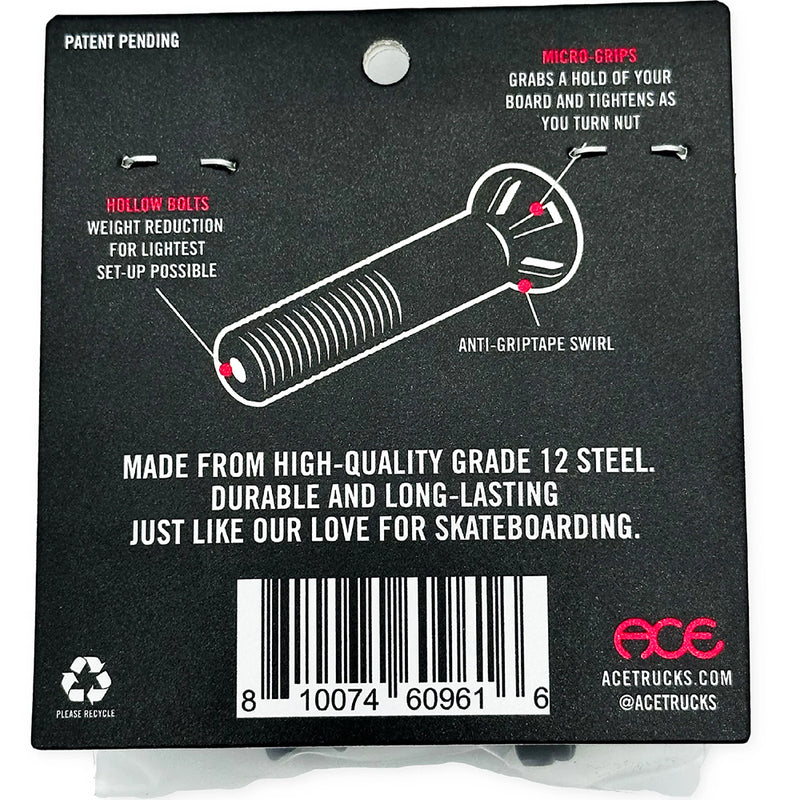 PATENT PENDING
MICRO-GRIPS
GRABS A HOLD OF YOUR
BOARD AND TIGHTENS AS
YOU TURN NUT
HOLLOW BOLTS
WEIGHT REDUCTION
FOR LIGHTEST
SET-UP POSSIBLE
ANTI-GRIPTAPE SWIRL
MADE FROM HIGH-QUALITY GRADE 12 STEEL.
DURABLE AND LONG-LASTING
JUST LIKE OUR LOVE FOR SKATEBOARDING.
8 10074 60961 6
PLEASE RECYCLE
ACE
ACETRUCKS.COM
@ACETRUCKS